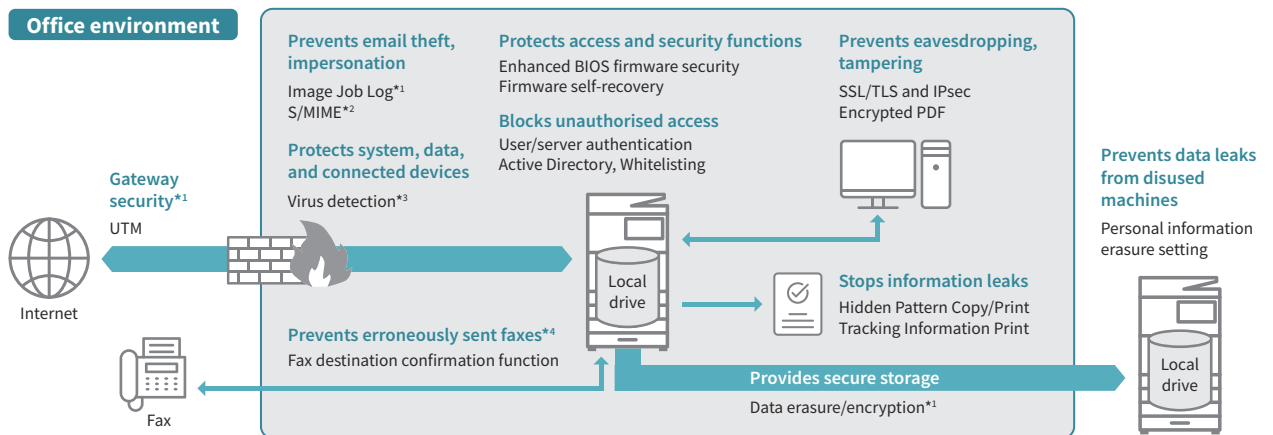 Office environment
Prevents email theft,
impersonation
Image Job Log*1
S/MIME*2
Protects system, data,
and connected devices
Virus detection*3
Protects access and security functions
Enhanced BIOS firmware security
Firmware self-recovery
Blocks unauthorised access
User/server authentication
Active Directory, Whitelisting
Prevents eavesdropping,
tampering
SSL/TLS and IPsec
Encrypted PDF
Gateway
security*1
UTM
Internet
Local
drive
Stops information leaks
Hidden Pattern Copy/Print
Tracking Information Print
Prevents data leaks
from disused
machines
Personal information
erasure setting
Local
drive
Prevents erroneously sent faxes*4
Fax destination confirmation function
Fax
Provides secure storage
Data erasure/encryption*1